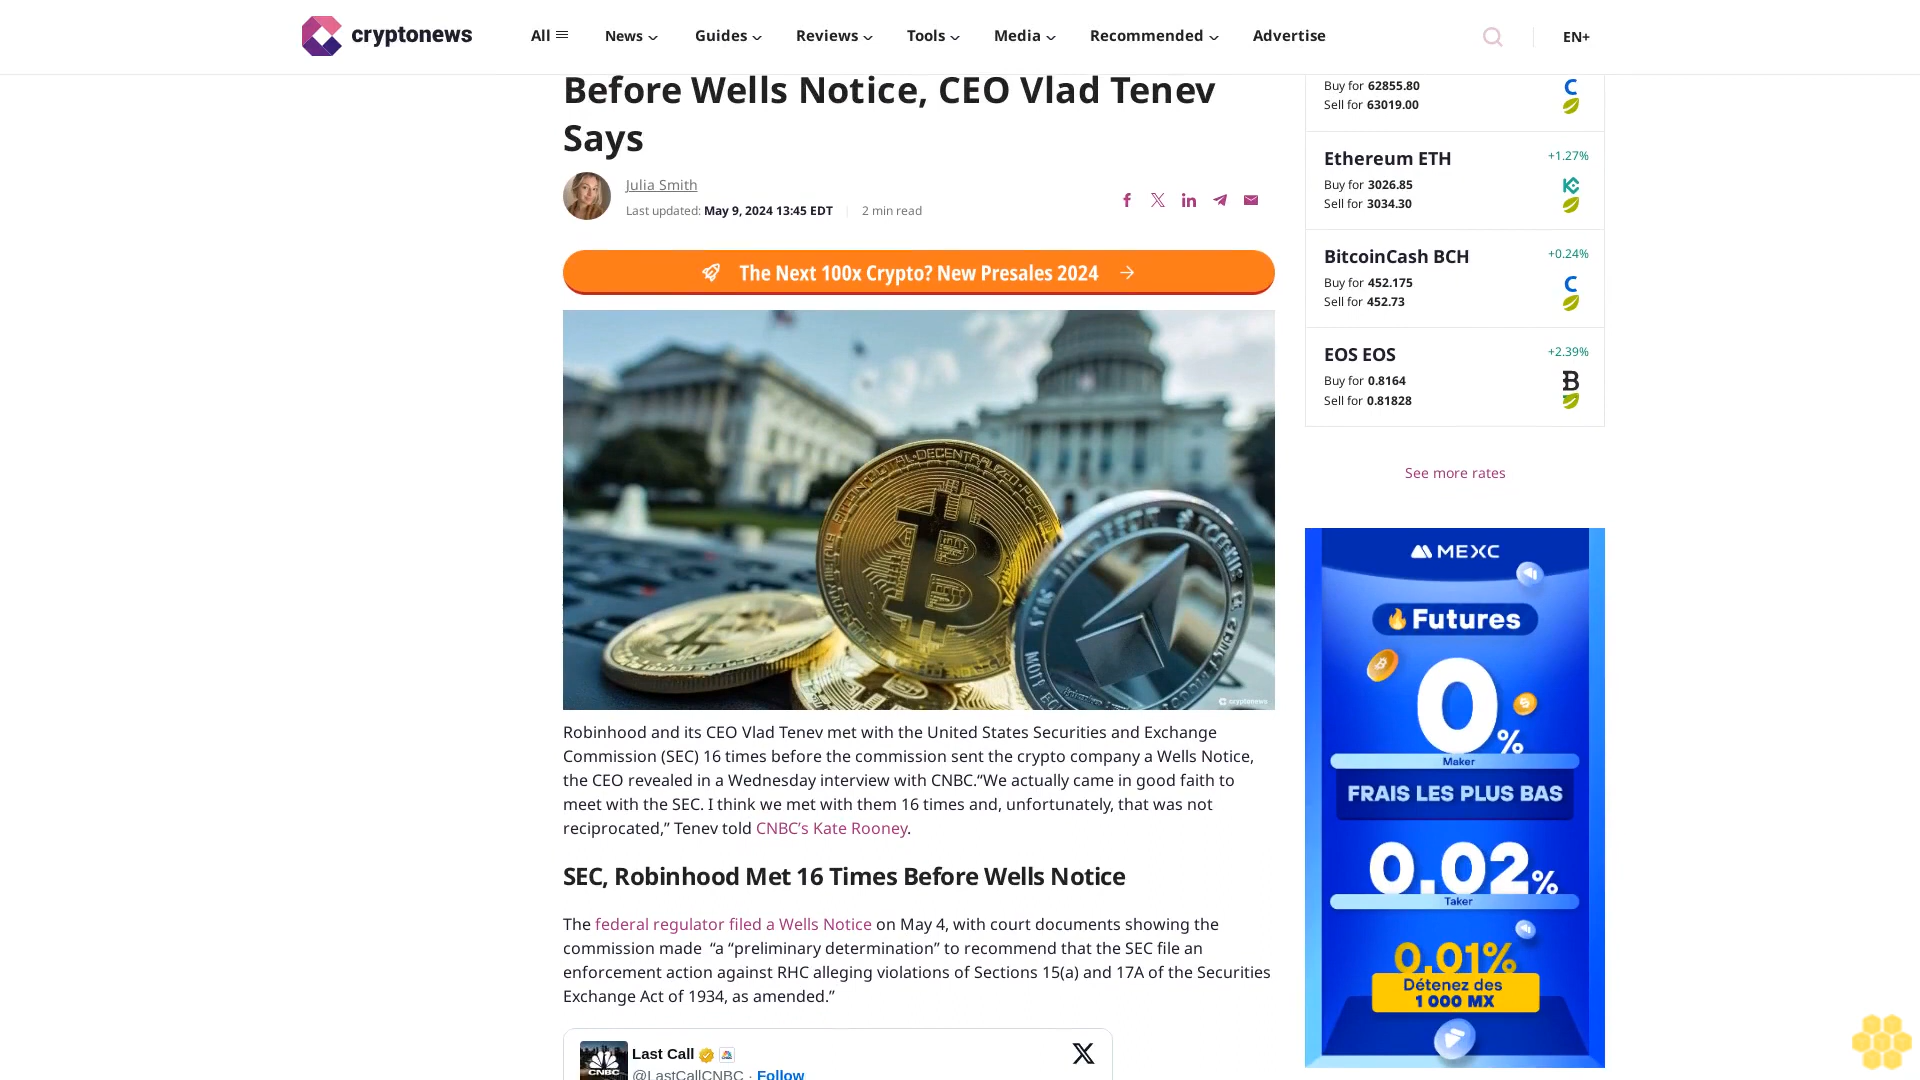 cryptonews
All
News
Guides
Reviews
Tools
Media
Recommended
Advertise
EN+
Before Wells Notice, CEO Vlad Tenev
Says
Julia Smith
Last updated: May 9, 2024 13:45 EDT
2 min read
The Next 100x Crypto? New Presales 2024
BITCOIN DIGITAL DECENTRALIZED
cryptonews
Robinhood and its CEO Vlad Tenev met with the United States Securities and Exchange
Commission (SEC) 16 times before the commission sent the crypto company a Wells Notice,
the CEO revealed in a Wednesday interview with CNBC.“We actually came in good faith to
meet with the SEC. I think we met with them 16 times and, unfortunately, that was not
reciprocated,” Tenev told CNBC’s Kate Rooney.
SEC, Robinhood Met 16 Times Before Wells Notice
The federal regulator filed a Wells Notice on May 4, with court documents showing the
commission made “a “preliminary determination” to recommend that the SEC file an
enforcement action against RHC alleging violations of Sections 15(a) and 17A of the Securities
Exchange Act of 1934, as amended.”
CNBC
Last Call
@LastCallCNBC · Follow
Buy for 62855.80
Sell for 63019.00
Ethereum ETH
+1.27%
Buy for 3026.85
Sell for 3034.30
BitcoinCash BCH
+0.24%
Buy for 452.175
Sell for 452.73
EOS EOS
+2.39%
Buy for 0.8164
Sell for 0.81828
See more rates
MEXC
Futures
0%
Maker
FRAIS LES PLUS BAS
0.02%
Taker
0.01%
Détenez des
1 000 MX